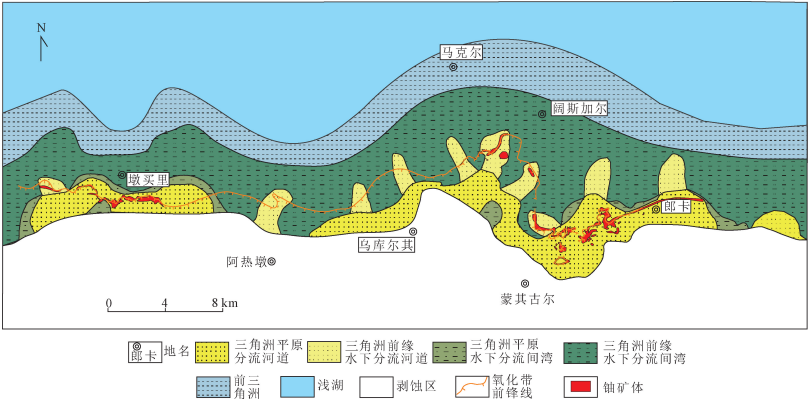 N
马克尔
阔斯加尔
墩买里
郎卡
乌库尔其
阿热墩
蒙其古尔
0 4 8 km
郎卡 地名
三角洲平原
分流河道
三角洲前缘
水下分流河道
三角洲平原
水下分流间湾
三角洲前缘
水下分流间湾
前三
角洲
浅湖
剥蚀区
氧化带
前锋线
铀矿体